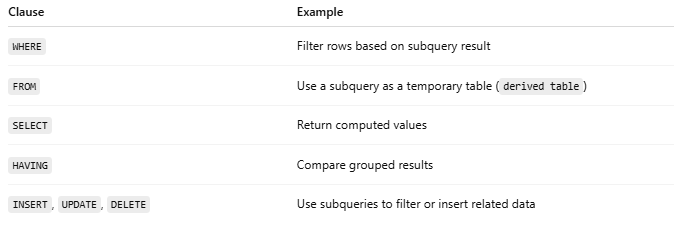 Clause Example
WHERE Filter rows based on subquery result
FROM Use a subquery as a temporary table ( derived table )
SELECT Return computed values
HAVING Compare grouped results
INSERT, UPDATE, DELETE Use subqueries to filter or insert related data